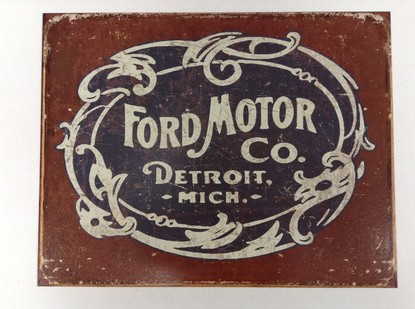 FORD MOTOR
CO.
DETROIT,
-MICH.-